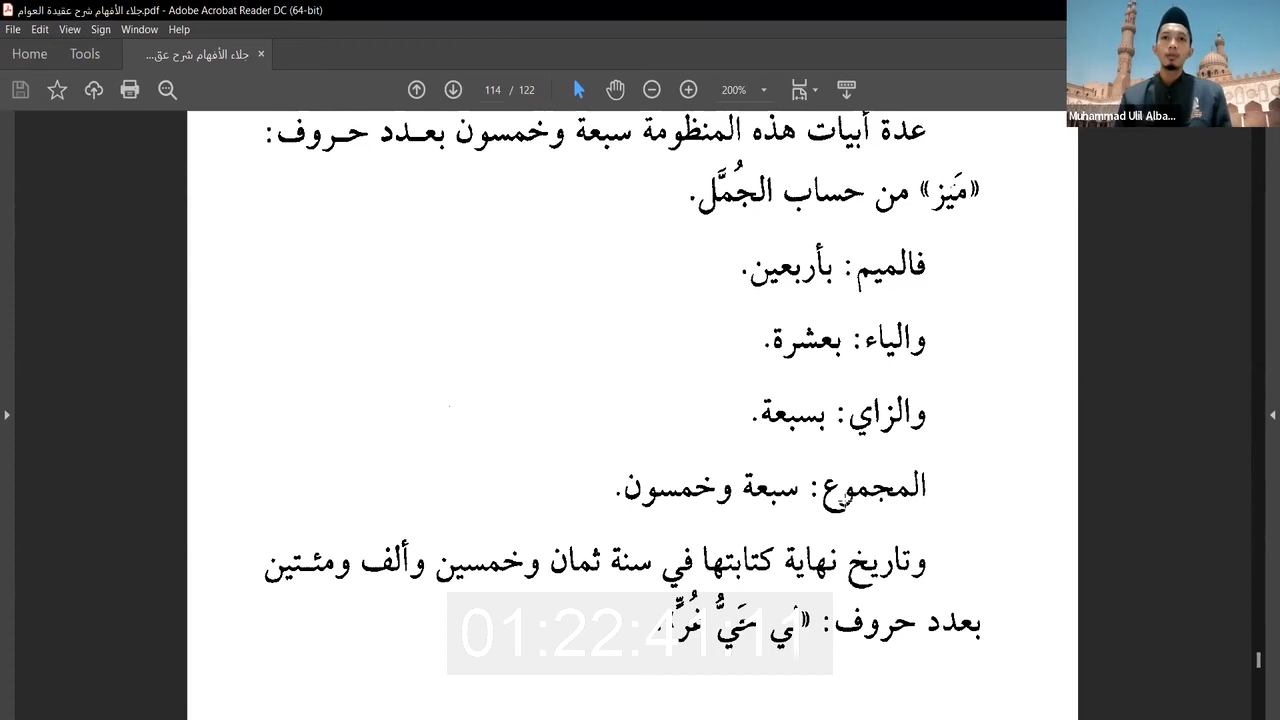 جلاء الأفهام شرح عقيدة العوام.pdf - Adobe Acrobat Reader DC (64-bit)
File Edit View Sign Window Help
Home Tools جلاء الأفهام شرح عق... ×
114 / 122 200%
Muhammad Ulil Alba...
عدة أبيات هذه المنظومة سبعة وخمسون بعدد حروف:
«مَيَز» من حساب الجُمَّل.
فالميم: بأربعين.
والياء: بعشرة.
والزاي: بسبعة.
المجموع: سبعة وخمسون.
وتاريخ نهاية كتابتها في سنة ثمان وخمسين وألف ومئتين
بعدد حروف: «لي حَيُّ غُرٍّ
01:22:41:11